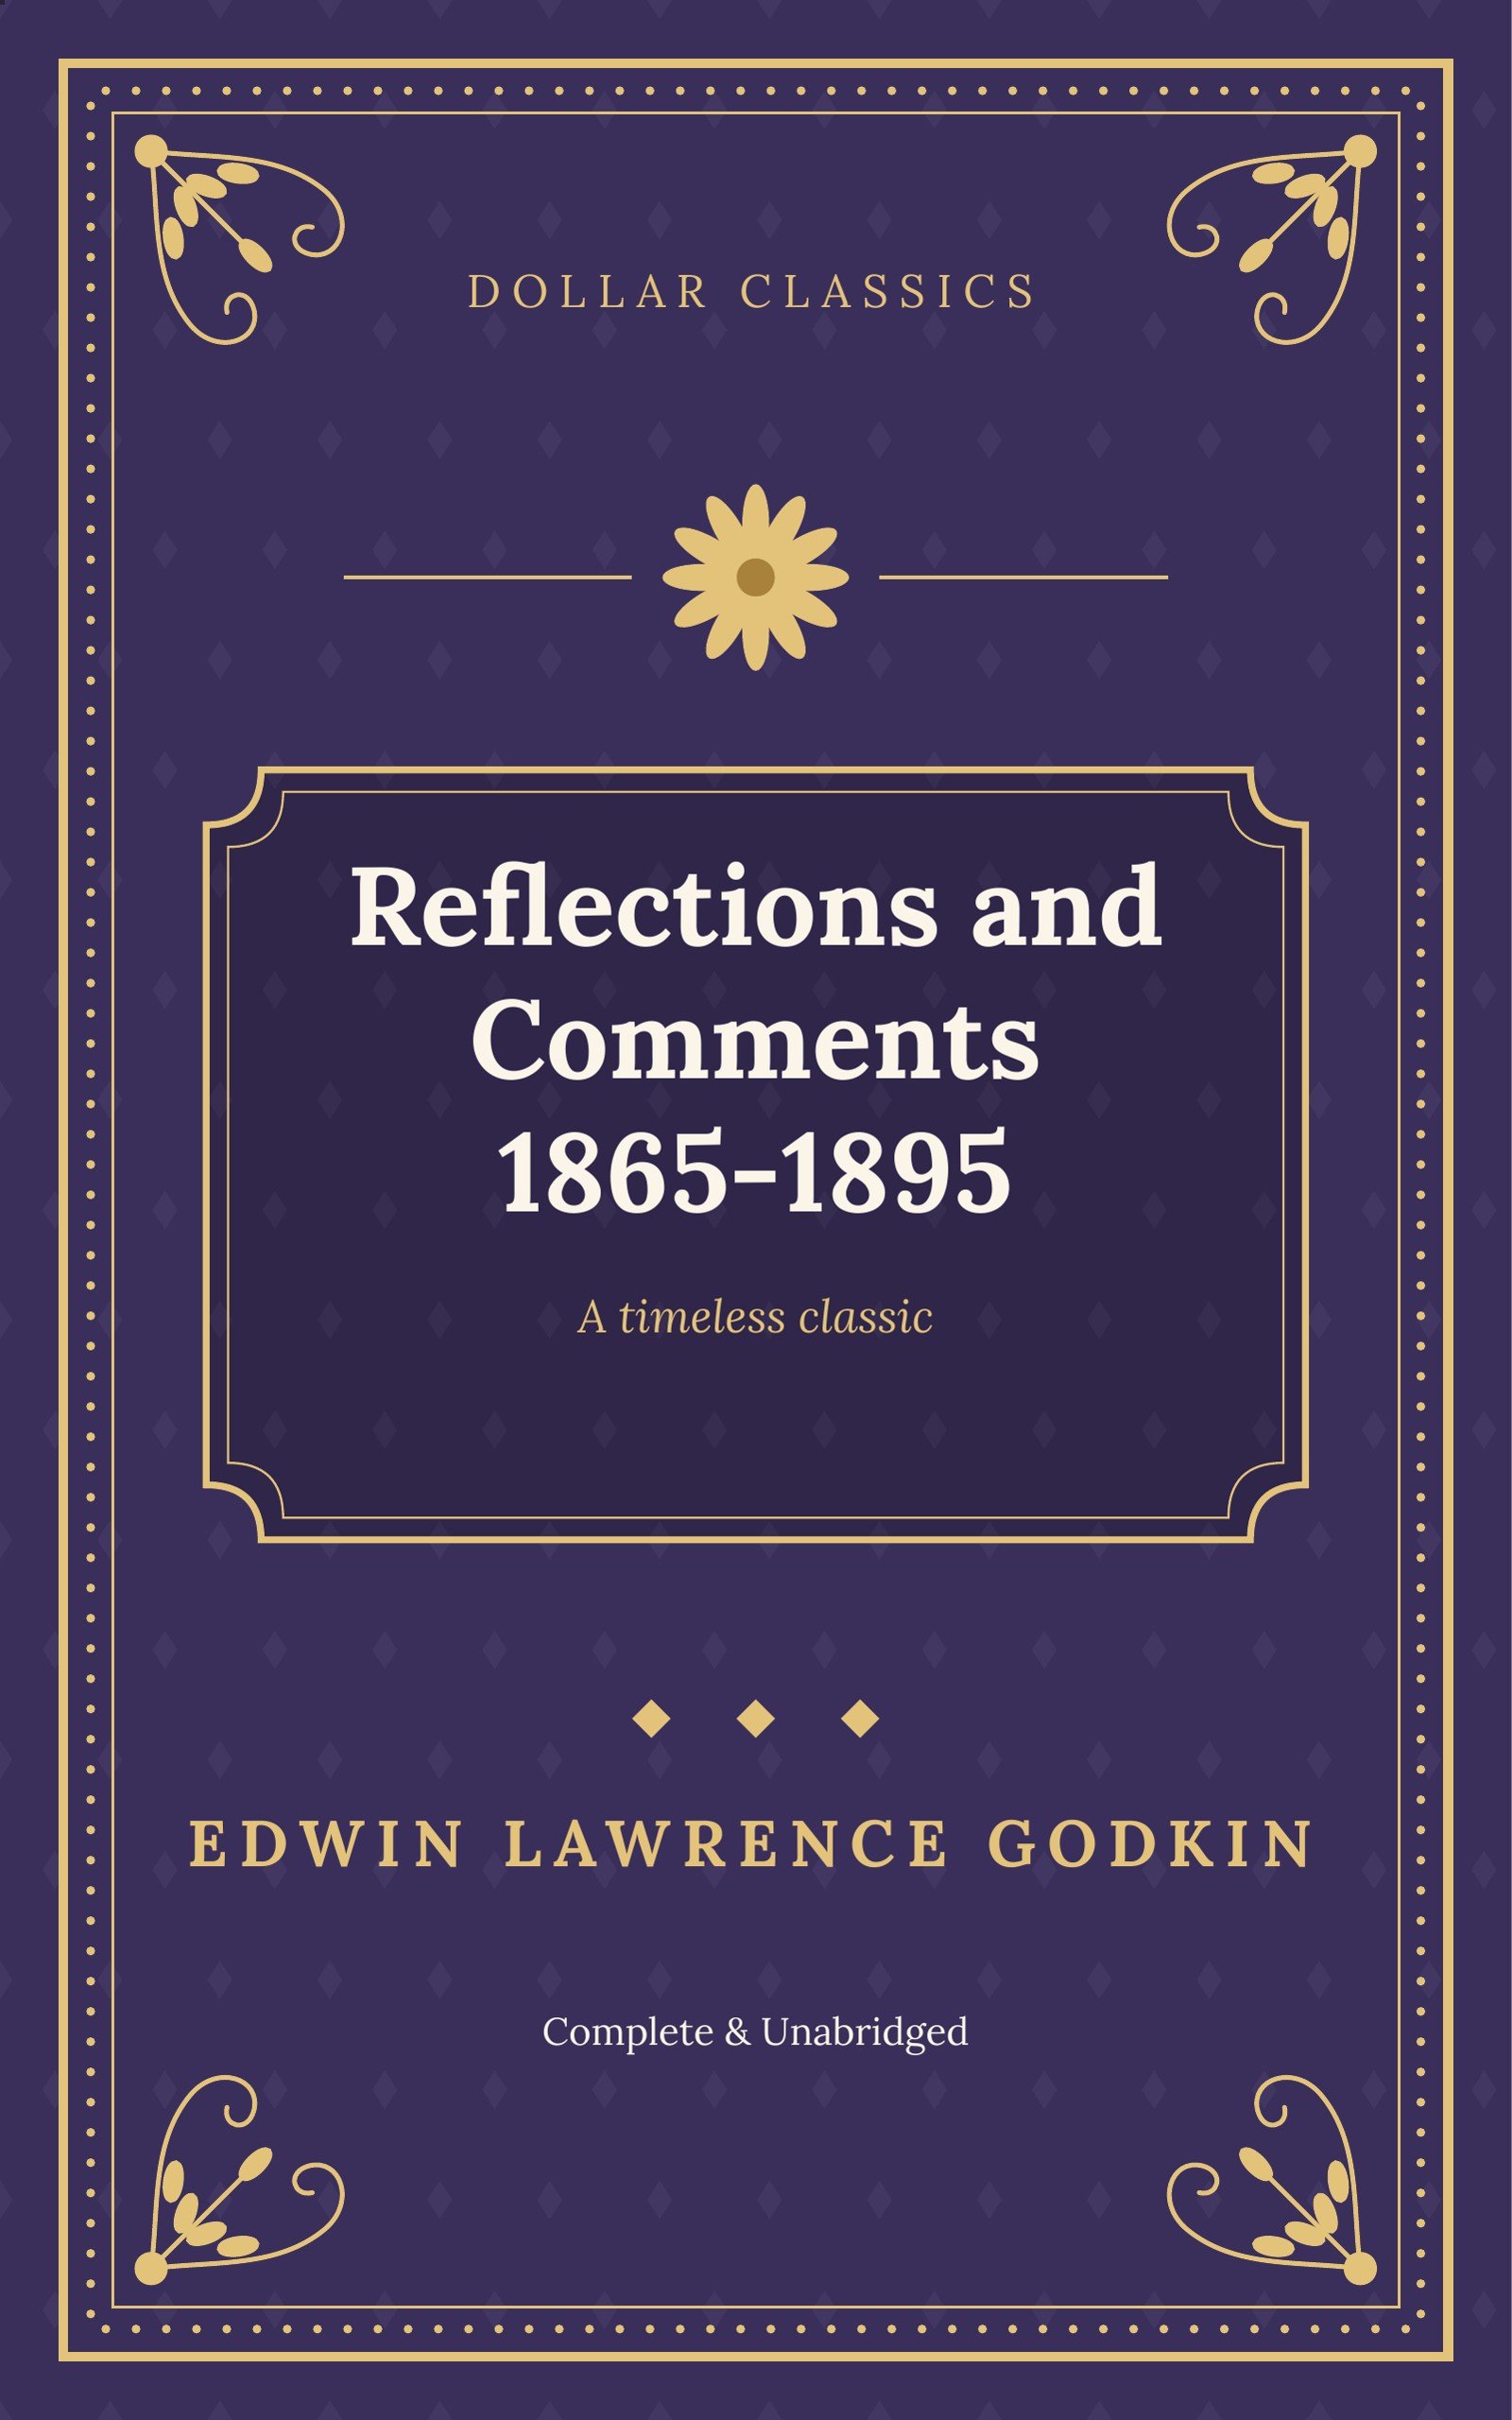 DOLLAR CLASSICS
Reflections and
Comments
1865–1895
A timeless classic
EDWIN LAWRENCE GODKIN
Complete & Unabridged